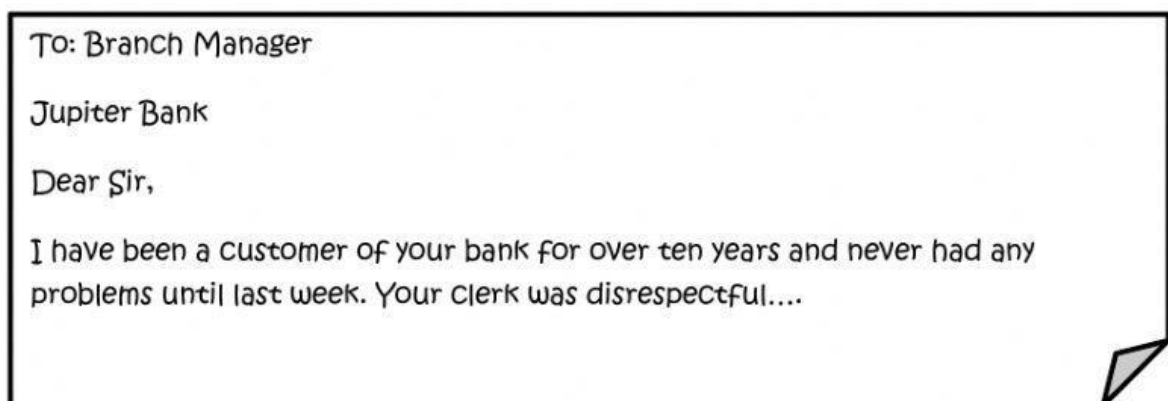 To: Branch Manager
Jupiter Bank
Dear Sir,
I have been a customer of your bank for over ten years and never had any
problems until last week. Your clerk was disrespectful....